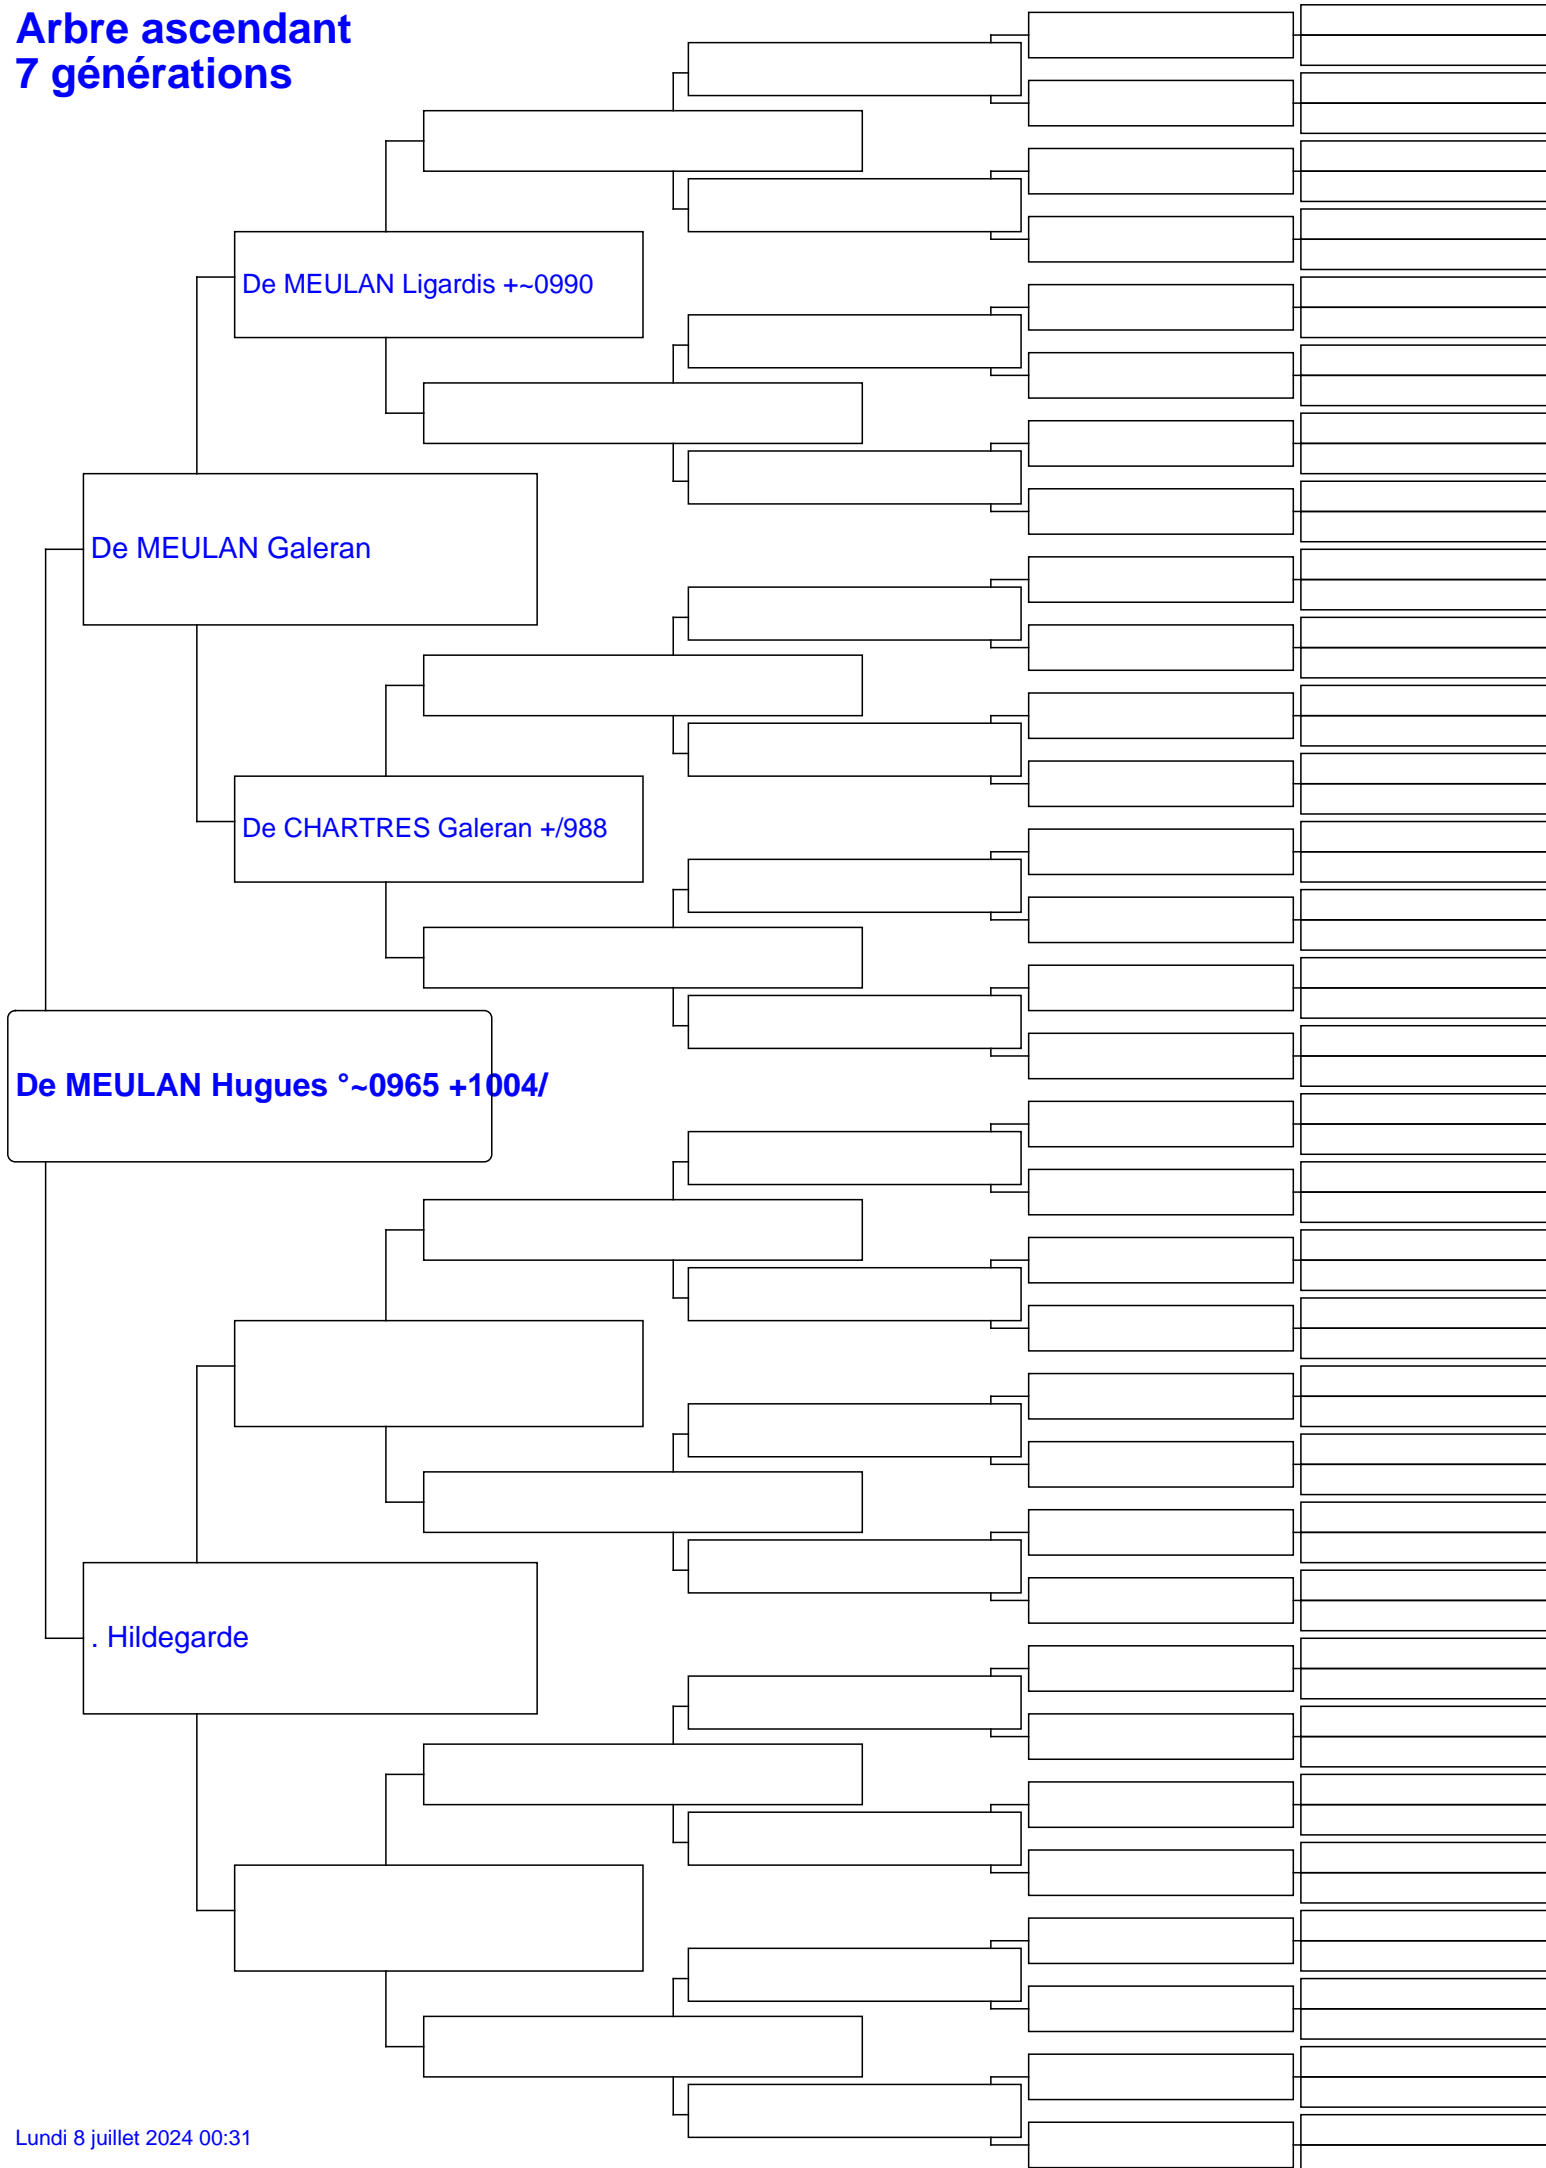 Arbre ascendant
7 générations
De MEULAN Ligardis +~0990
De MEULAN Galeran
De CHARTRES Galeran +/988
De MEULAN Hugues °~0965 +1004/
. Hildegarde
Lundi 8 juillet 2024 00:31